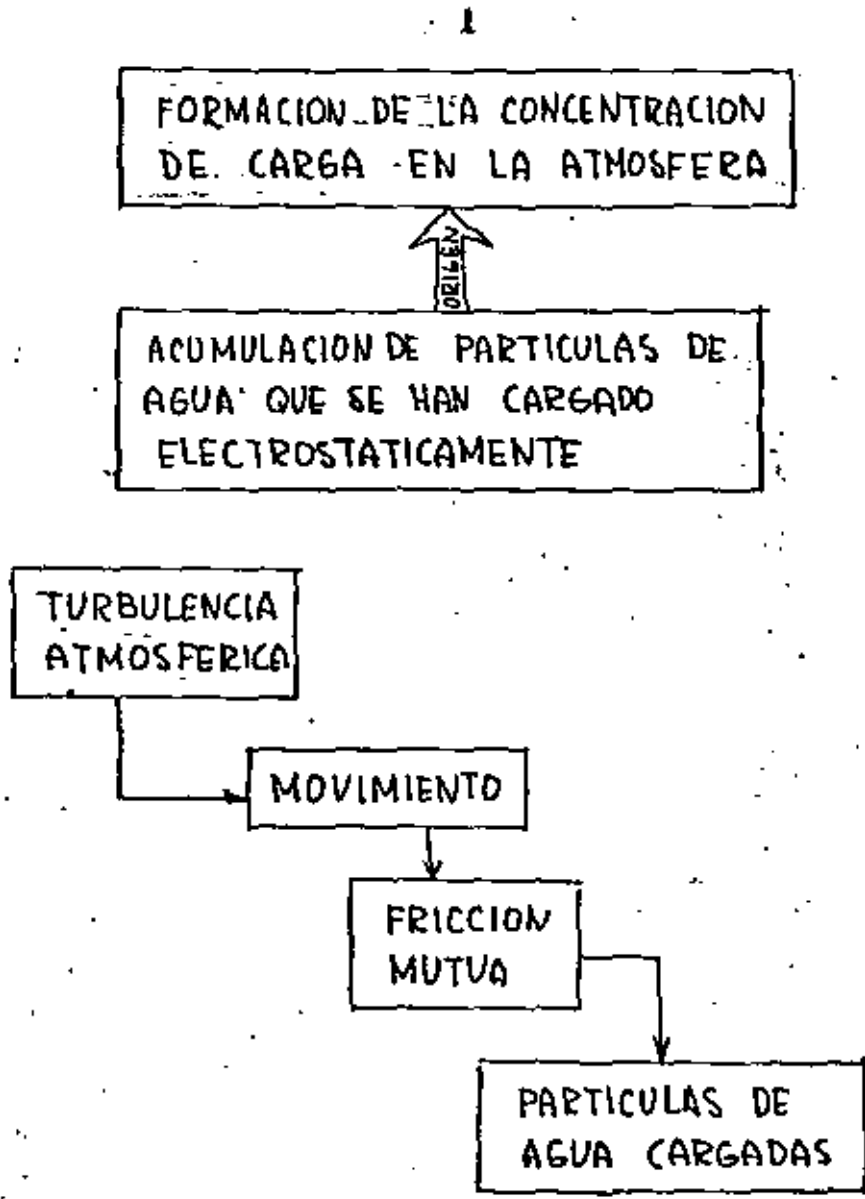 1
FORMACION DE LA CONCENTRACION
DE CARGA EN LA ATMOSFERA
ORIGEN
ACUMULACION DE PARTICULAS DE
AGUA QUE SE HAN CARGADO
ELECTROSTATICAMENTE
TURBULENCIA
ATMOSFERICA
MOVIMIENTO
FRICCION
MUTUA
PARTICULAS DE
AGUA CARGADAS